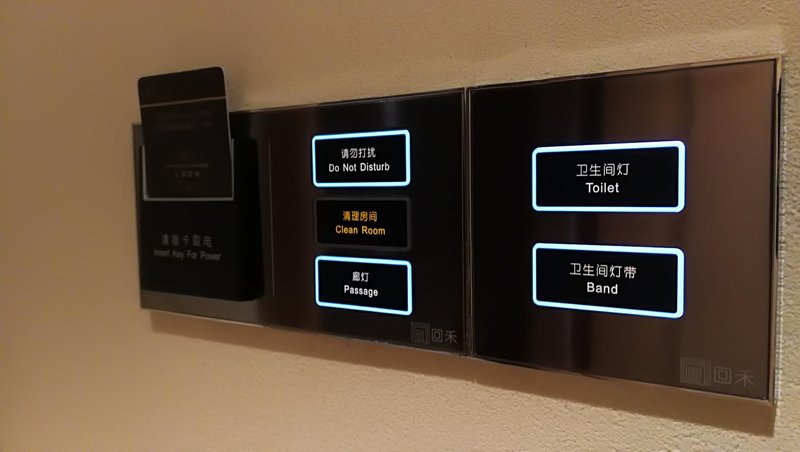 请插卡取电
Insert Key For Power
请勿打扰
Do Not Disturb
清理房间
Clean Room
廊灯
Passage
回禾
卫生间灯
Toilet
卫生间灯带
Band
回禾